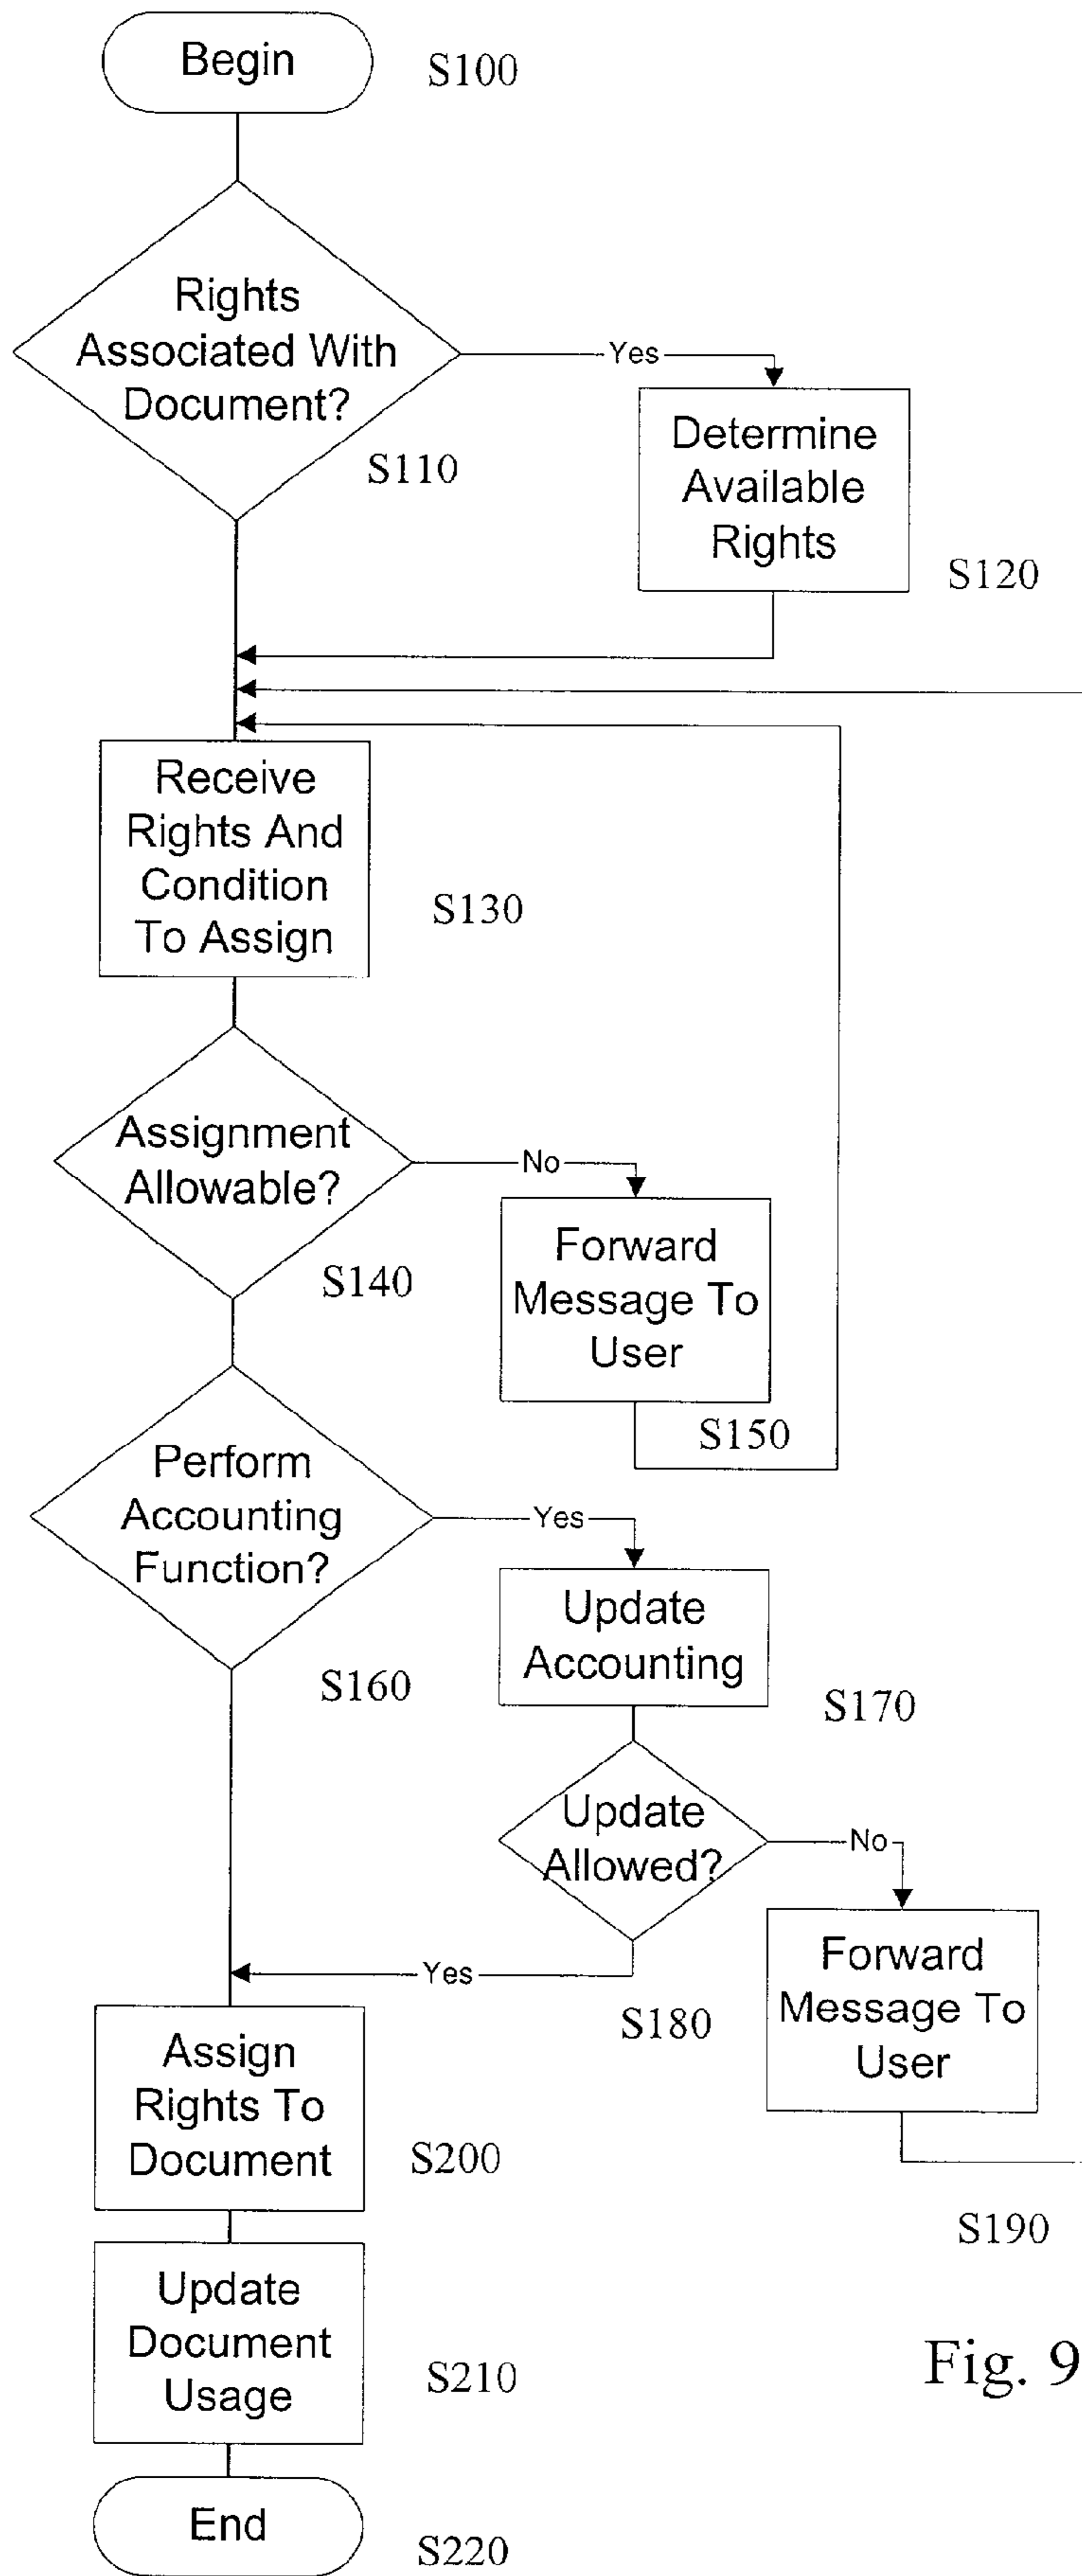 Begin
S100
Rights
Associated With
Document?
S110
Yes
Determine
Available
Rights
S120
Receive
Rights And
Condition
To Assign
S130
Assignment
Allowable?
S140
No
Forward
Message To
User
S150
Perform
Accounting
Function?
S160
Yes
Update
Accounting
S170
Update
Allowed?
S180
No
Forward
Message To
User
S190
Yes
Assign
Rights To
Document
S200
Update
Document
Usage
S210
Fig. 9
End
S220